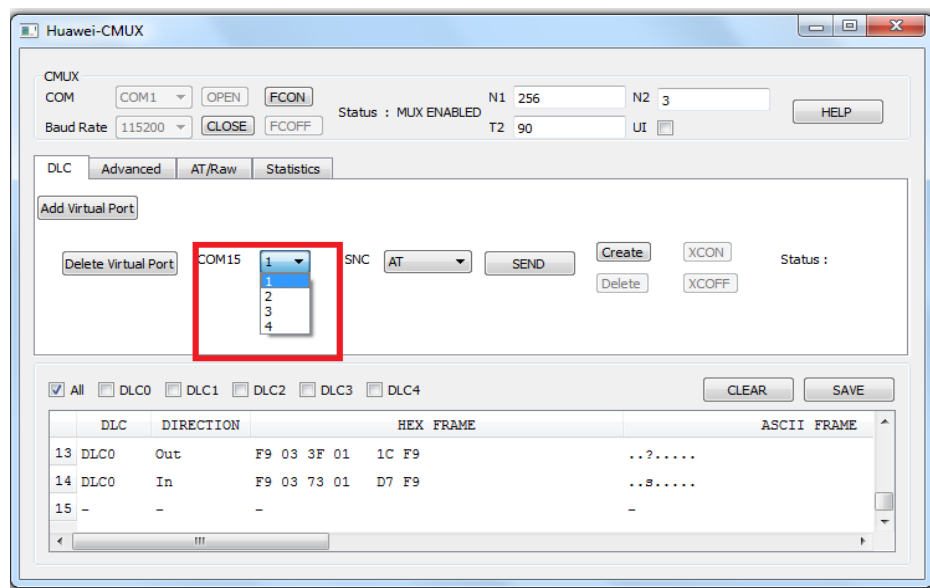 Huawei-CMUX
CMUX
COM COM1 OPEN FCON Status : MUX ENABLED N1 256 N2 3 HELP
Baud Rate 115200 CLOSE FCOFF T2 90 UI
DLC Advanced AT/Raw Statistics
Add Virtual Port
Delete Virtual Port COM15 1 SNC AT SEND Create XCON Status :
1
2
3
4
Delete XCOFF
All DLC0 DLC1 DLC2 DLC3 DLC4 CLEAR SAVE
DLC DIRECTION HEX FRAME ASCII FRAME
13 DLC0 Out F9 03 3F 01 1C F9 ..?.....
14 DLC0 In F9 03 73 01 D7 F9 ..s.....
15 – – – –